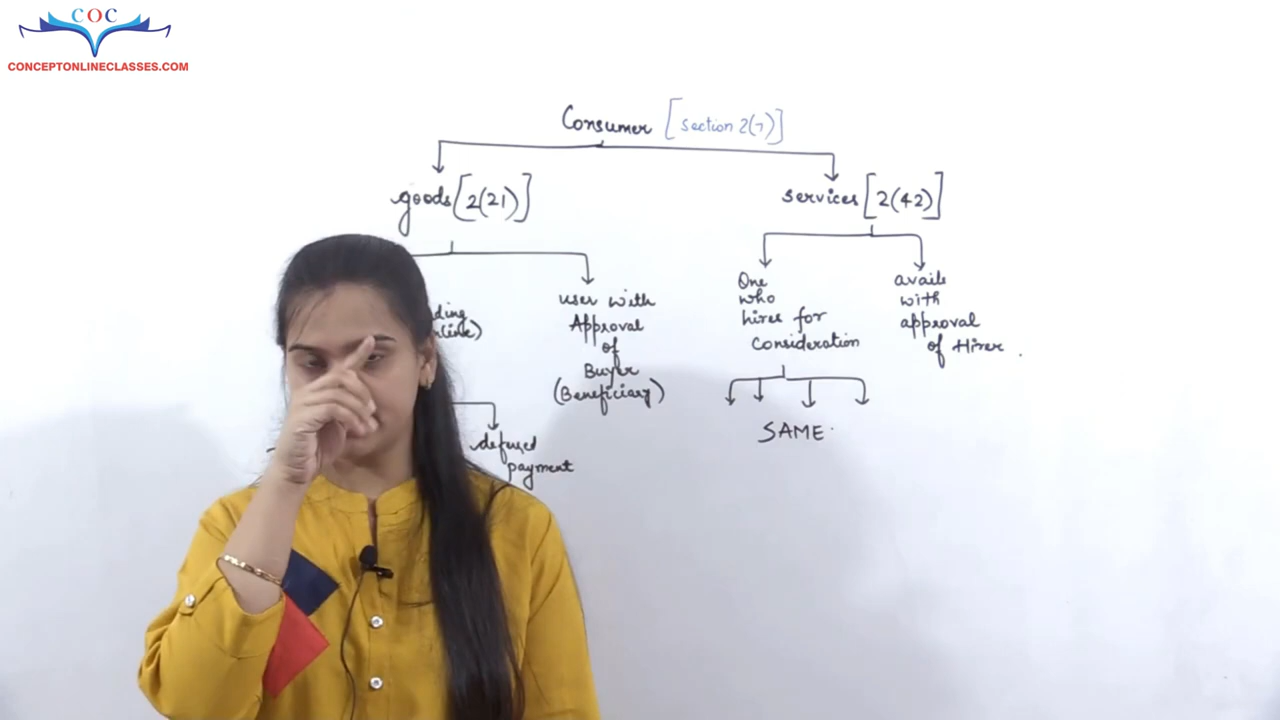 COC
CONCEPTONLINECLASSES.COM
Consumer [Section 2(7)]
goods [2(21)]
services [2(42)]
user with
Approval
of
Buyer
(Beneficiary)
One
who
hires for
Consideration
avails
with
approval
of Hirer.
SAME
defused
payment